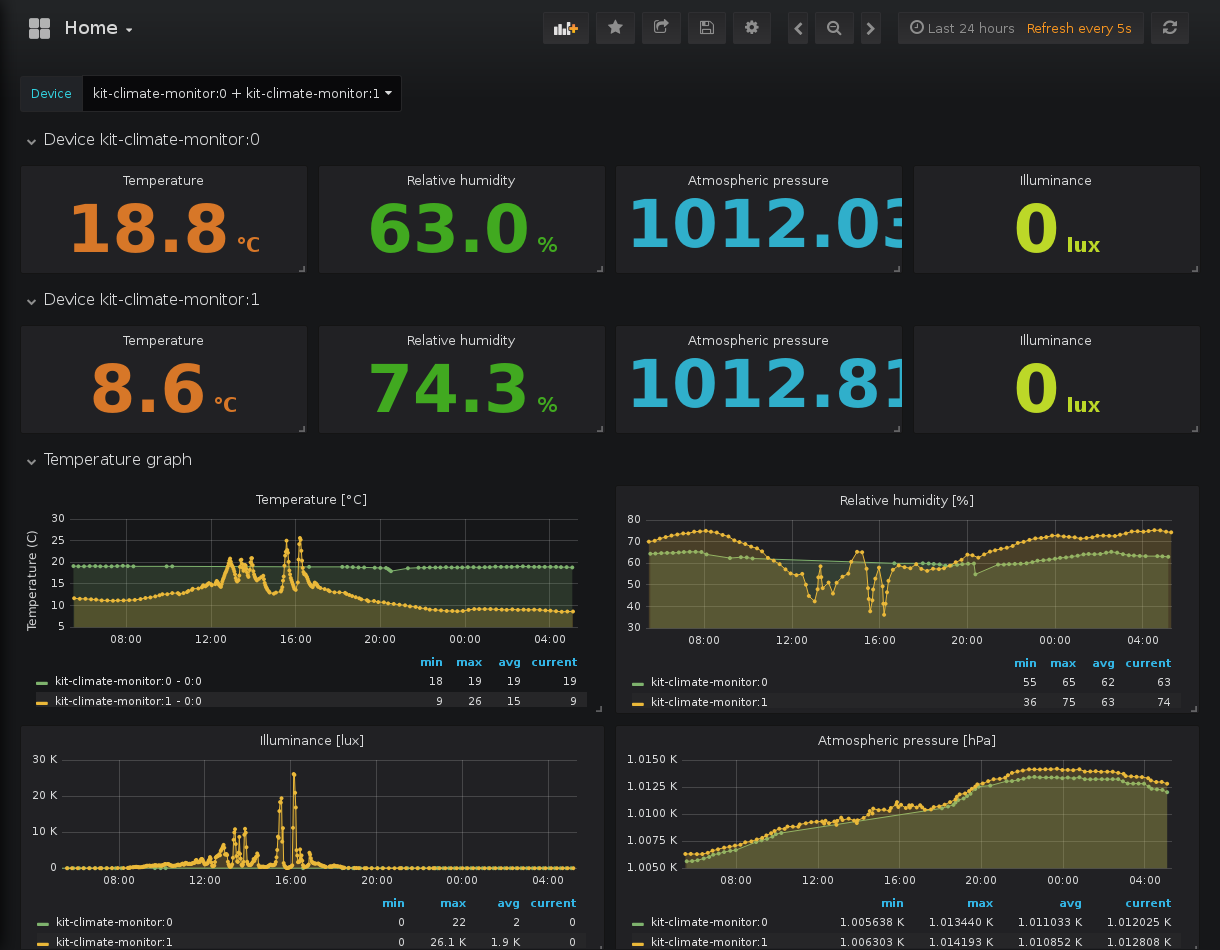 Home
Last 24 hours Refresh every 5s
Device kit-climate-monitor:0 + kit-climate-monitor:1
Device kit-climate-monitor:0
Temperature Relative humidity Atmospheric pressure Illuminance
18.8 °C 63.0 % 1012.03 0 lux
Device kit-climate-monitor:1
Temperature Relative humidity Atmospheric pressure Illuminance
8.6 °C 74.3 % 1012.81 0 lux
Temperature graph
Temperature [°C]
Temperature (C)
30
25
20
15
10
5
08:00 12:00 16:00 20:00 00:00 04:00
min max avg current
kit-climate-monitor:0 - 0:0 18 19 19 19
kit-climate-monitor:1 - 0:0 9 26 15 9
Relative humidity [%]
80
70
60
50
40
30
08:00 12:00 16:00 20:00 00:00 04:00
min max avg current
kit-climate-monitor:0 55 65 62 63
kit-climate-monitor:1 36 75 63 74
Illuminance [lux]
30 K
20 K
10 K
0
08:00 12:00 16:00 20:00 00:00 04:00
min max avg current
kit-climate-monitor:0 0 22 2 0
kit-climate-monitor:1 0 26.1 K 1.9 K 0
Atmospheric pressure [hPa]
1.0150 K
1.0125 K
1.0100 K
1.0075 K
1.0050 K
08:00 12:00 16:00 20:00 00:00 04:00
min max avg current
kit-climate-monitor:0 1.005638 K 1.013440 K 1.011033 K 1.012025 K
kit-climate-monitor:1 1.006303 K 1.014193 K 1.010852 K 1.012808 K